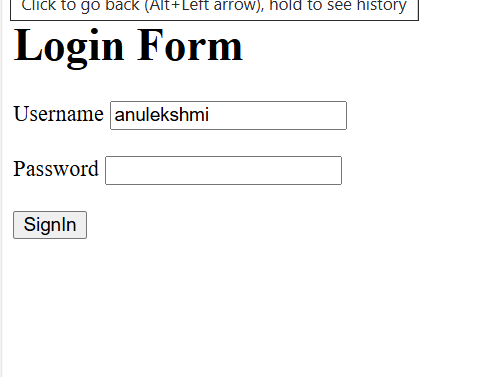 Click to go back (Alt+Left arrow), hold to see history
Login Form
Username anulekshmi
Password
SignIn